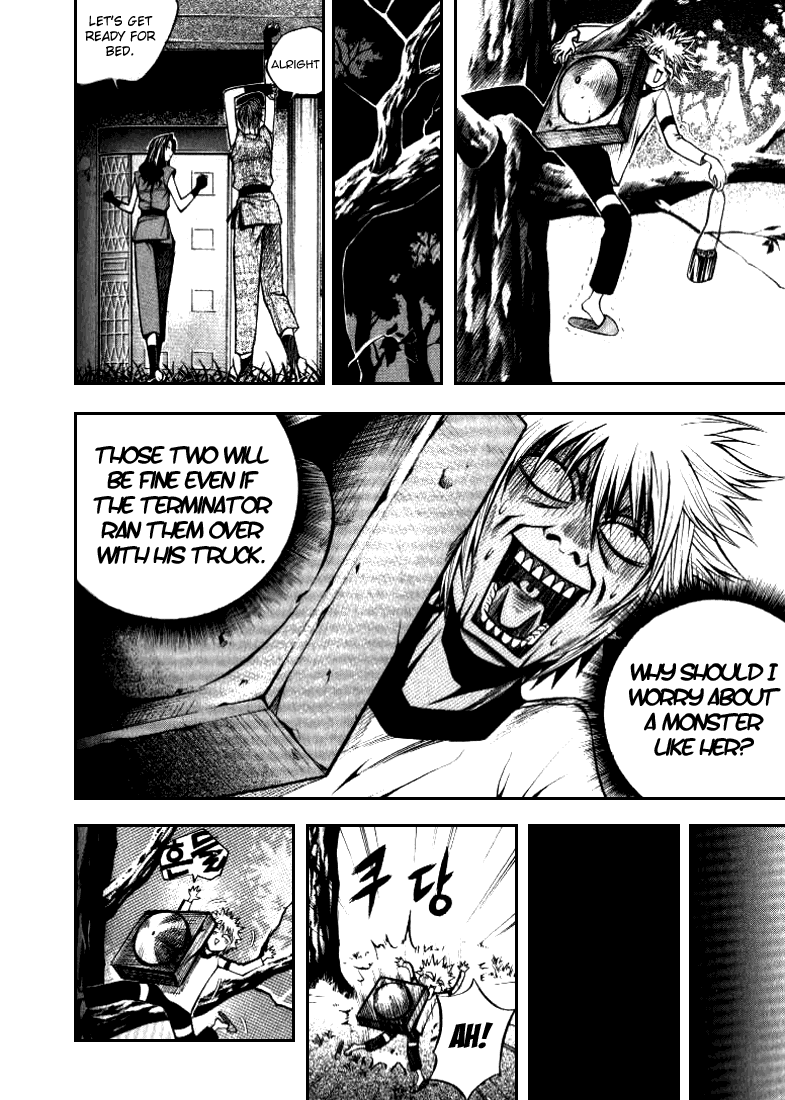 LET'S GET
READY FOR
BED.
ALRIGHT
THOSE TWO WILL
BE FINE EVEN IF
THE TERMINATOR
RAN THEM OVER
WITH HIS TRUCK.
WHY SHOULD I
WORRY ABOUT
A MONSTER
LIKE HER?
흔들
쿠당
AH!